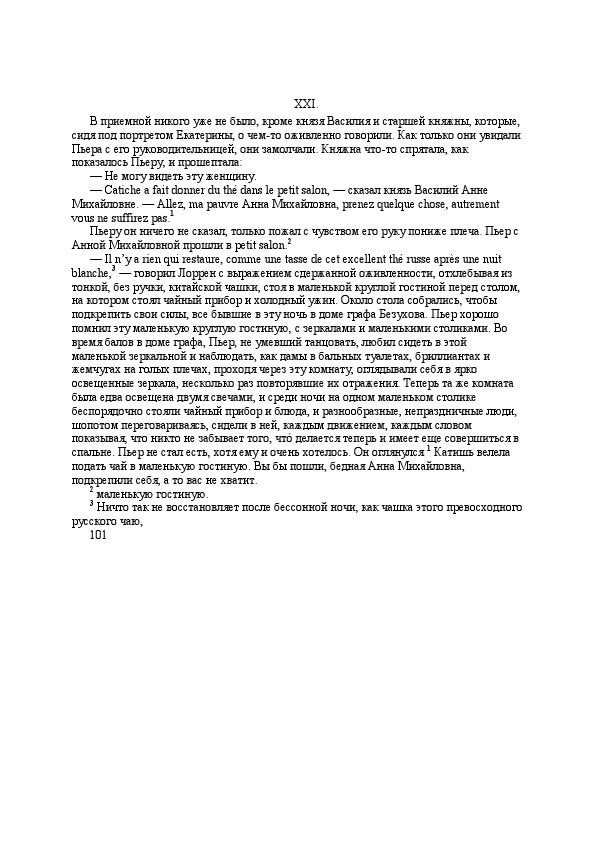 XXI.
В приемной никого уже не было, кроме князя Василия и старшей княжны, которые,
сидя под портретом Екатерины, о чем-то оживленно говорили. Как только они увидали
Пьера с его руководительницей, они замолчали. Княжна что-то спрятала, как
показалось Пьеру, и прошептала:
— Не могу видеть эту женщину.
— Catiche a fait donner du thé dans le petit salon, — сказал князь Василий Анне
Михайловне. — Allez, ma pauvre Анна Михайловна, prenez quelque chose, autrement
vous ne suffirez pas.1
Пьеру он ничего не сказал, только пожал с чувством его руку пониже плеча. Пьер с
Анной Михайловной прошли в petit salon.2
— Il n’y a rien qui restaure, comme une tasse de cet excellent thé russe après une nuit
blanche,3 — говорил Лоррен с выражением сдержанной оживленности, отхлебывая из
тонкой, без ручки, китайской чашки, стоя в маленькой круглой гостиной перед столом,
на котором стоял чайный прибор и холодный ужин. Около стола собрались, чтобы
подкрепить свои силы, все бывшие в эту ночь в доме графа Безухова. Пьер хорошо
помнил эту маленькую круглую гостиную, с зеркалами и маленькими столиками. Во
время балов в доме графа, Пьер, не умевший танцовать, любил сидеть в этой
маленькой зеркальной и наблюдать, как дамы в бальных туалетах, бриллиантах и
жемчугах на голых плечах, проходя через эту комнату, оглядывали себя в ярко
освещенные зеркала, несколько раз повторявшие их отражения. Теперь та же комната
была едва освещена двумя свечами, и среди ночи на одном маленьком столике
беспорядочно стояли чайный прибор и блюда, и разнообразные, непраздничные люди,
шопотом переговариваясь, сидели в ней, каждым движением, каждым словом
показывая, что никто не забывает того, что́ делается теперь и имеет еще совершиться в
спальне. Пьер не стал есть, хотя ему и очень хотелось. Он оглянулся 1 Катишь велела
подать чай в маленькую гостиную. Вы бы пошли, бедная Анна Михайловна,
подкрепили себя, а то вас не хватит.
2 маленькую гостиную.
3 Ничто так не восстановляет после бессонной ночи, как чашка этого превосходного
русского чаю,
101